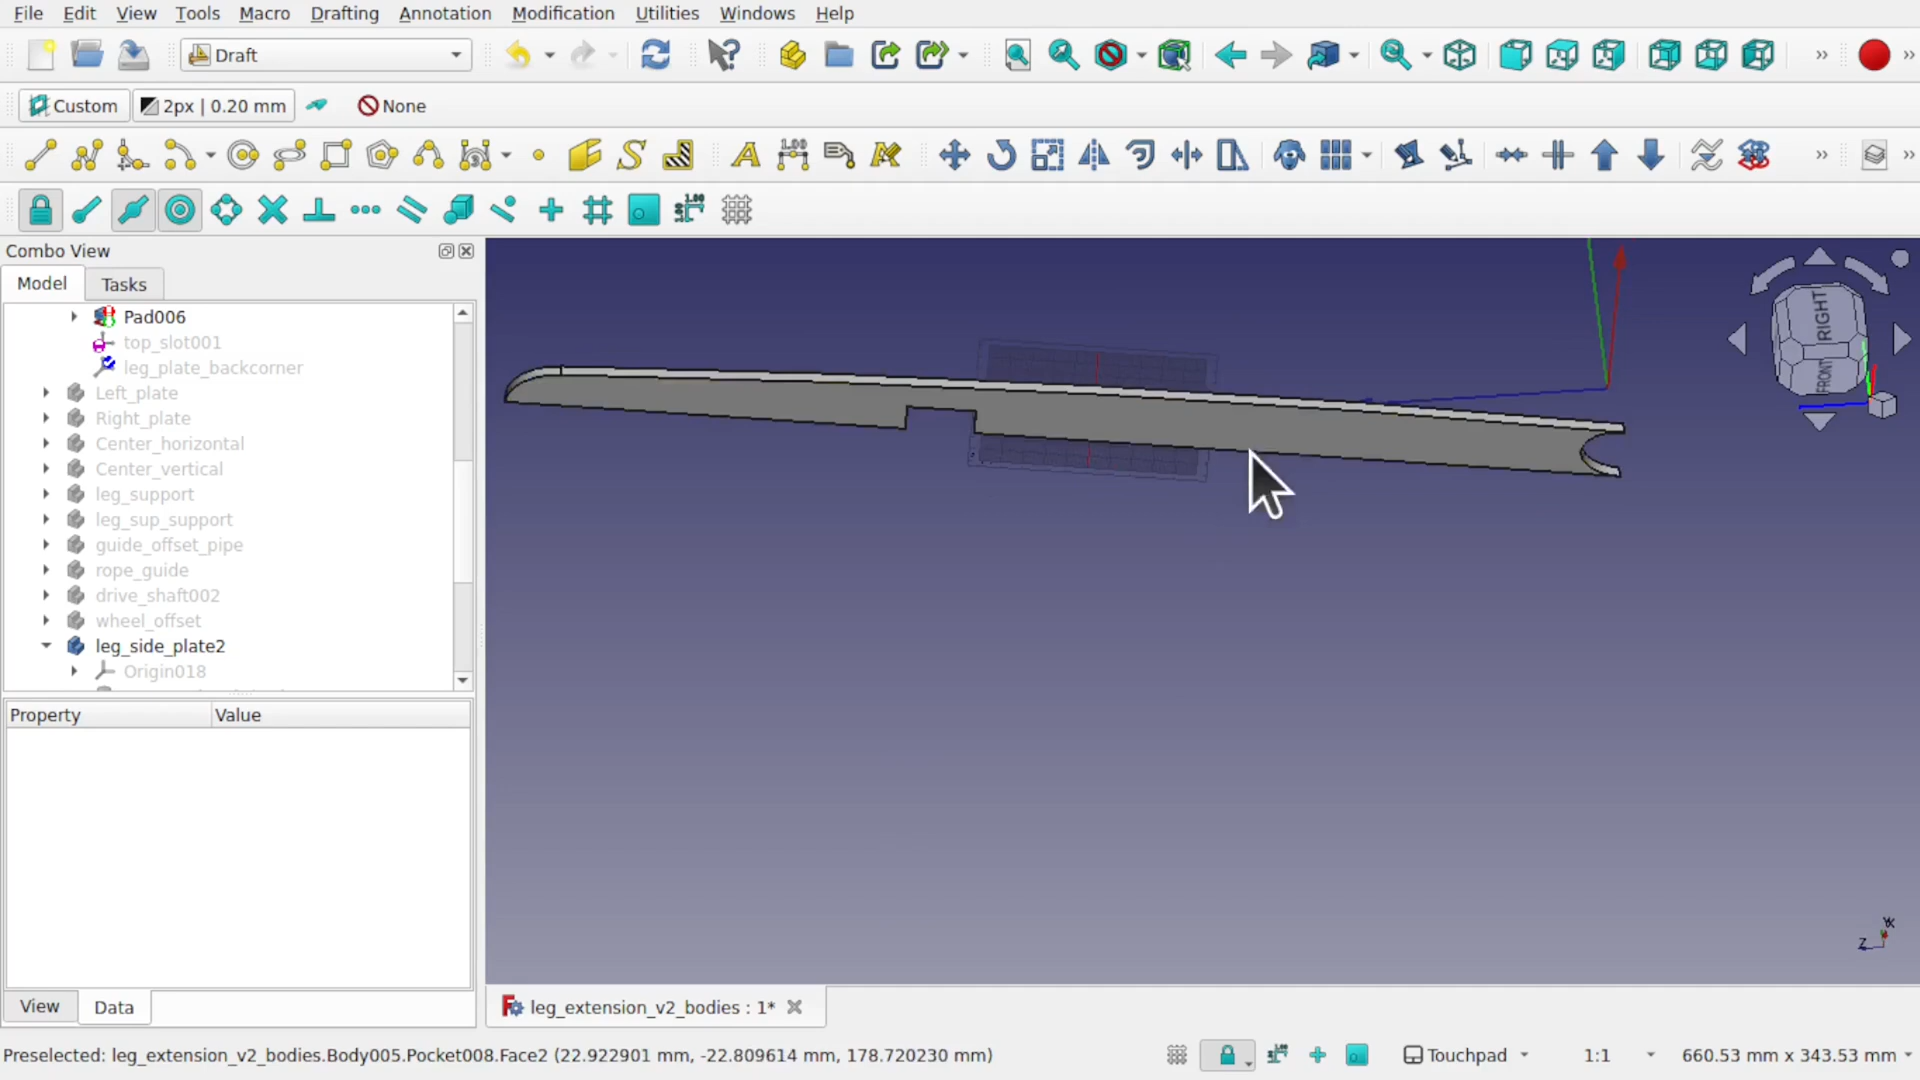 File Edit View Tools Macro Drafting Annotation Modification Utilities Windows Help
Draft
Custom 2px | 0.20 mm None
Combo View
Model Tasks
Pad006
top_slot001
leg_plate_backcorner
Left_plate
Right_plate
Center_horizontal
Center_vertical
leg_support
leg_sup_support
guide_offset_pipe
rope_guide
drive_shaft002
wheel_offset
leg_side_plate2
Origin018
Property Value
View Data
RIGHT
FRONT
Z
leg_extension_v2_bodies : 1*
Preselected: leg_extension_v2_bodies.Body005.Pocket008.Face2 (22.922901 mm, -22.809614 mm, 178.720230 mm)
Touchpad 1:1 660.53 mm x 343.53 mm